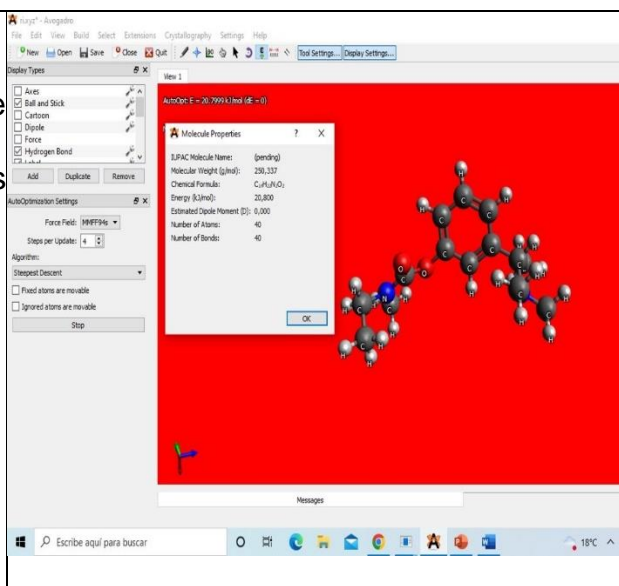 rixyz* - Avogadro
File Edit View Build Select Extensions Crystallography Settings Help
New Open Save Close Quit Tool Settings... Display Settings...
Display Types
Axes
Ball and Stick
Cartoon
Dipole
Force
Hydrogen Bond
Label
Add Duplicate Remove
AutoOptimization Settings
Force Field: MMFF94s
Steps per Update: 4
Algorithm:
Steepest Descent
Fixed atoms are movable
Ignored atoms are movable
Stop
View 1
AutoOpt: E = 20.7999 kJ/mol (dE = 0)
Molecule Properties ? X
IUPAC Molecule Name: (pending)
Molecular Weight (g/mol): 250,337
Energy (kJ/mol): 20,800
Estimated Dipole Moment (D): 0,000
Number of Atoms: 40
Number of Bonds: 40
OK
Messages
Escribe aquí para buscar
18°C